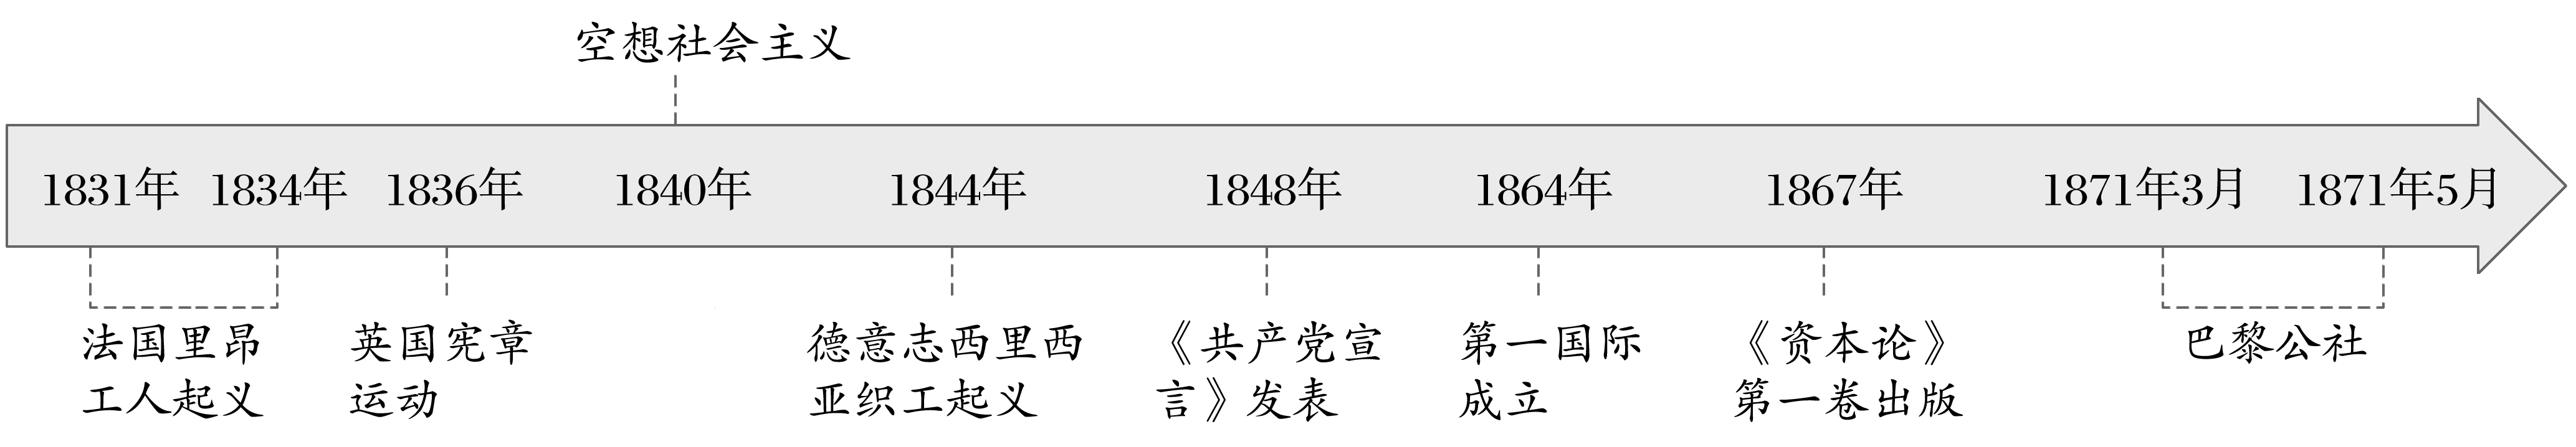 空想社会主义
1831年 1834年 1836年 1840年 1844年 1848年 1864年 1867年 1871年3月 1871年5月
法国里昂
工人起义
英国宪章
运动
德意志西里西
亚织工起义
《共产党宣
言》发表
第一国际
成立
《资本论》
第一卷出版
巴黎公社